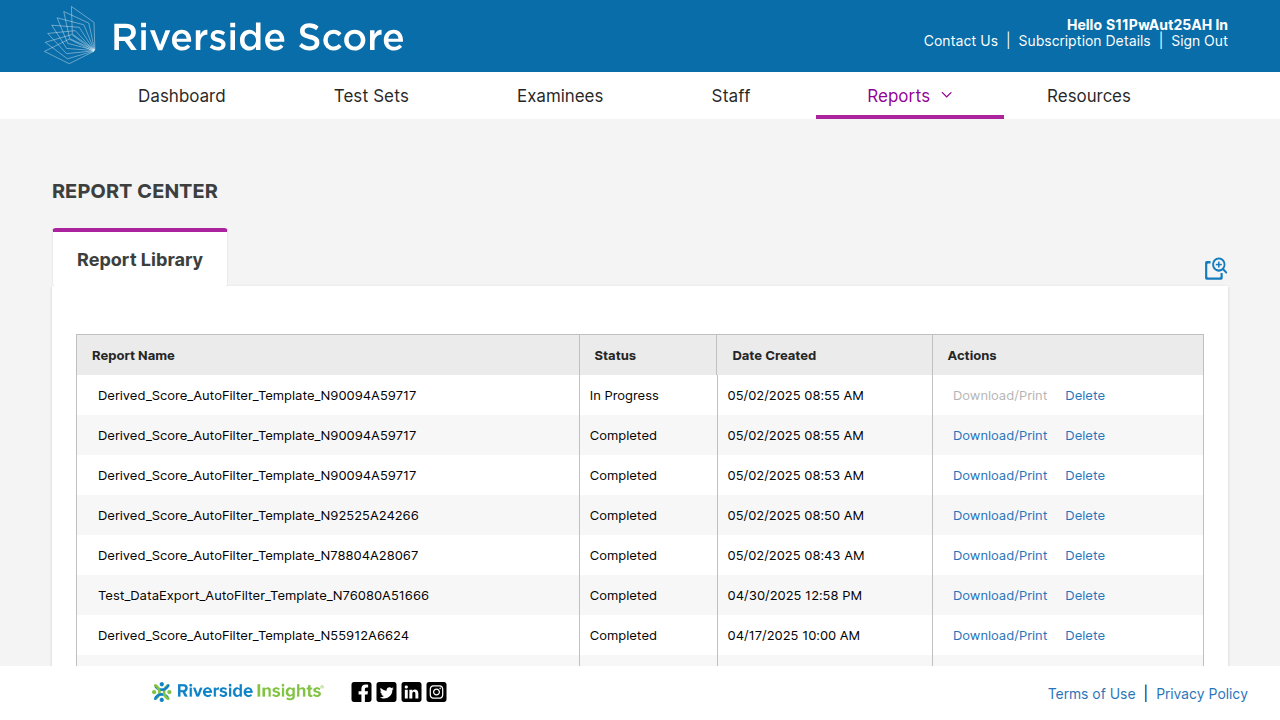 Riverside Score
Hello S11PwAut25AH In
Contact Us | Subscription Details | Sign Out
Dashboard Test Sets Examinees Staff Reports Resources
REPORT CENTER
Report Library
Report Name Status Date Created Actions
Derived_Score_AutoFilter_Template_N90094A59717 In Progress 05/02/2025 08:55 AM Download/Print Delete
Derived_Score_AutoFilter_Template_N90094A59717 Completed 05/02/2025 08:55 AM Download/Print Delete
Derived_Score_AutoFilter_Template_N90094A59717 Completed 05/02/2025 08:53 AM Download/Print Delete
Derived_Score_AutoFilter_Template_N92525A24266 Completed 05/02/2025 08:50 AM Download/Print Delete
Derived_Score_AutoFilter_Template_N78804A28067 Completed 05/02/2025 08:43 AM Download/Print Delete
Test_DataExport_AutoFilter_Template_N76080A51666 Completed 04/30/2025 12:58 PM Download/Print Delete
Derived_Score_AutoFilter_Template_N55912A6624 Completed 04/17/2025 10:00 AM Download/Print Delete
Riverside Insights Terms of Use | Privacy Policy